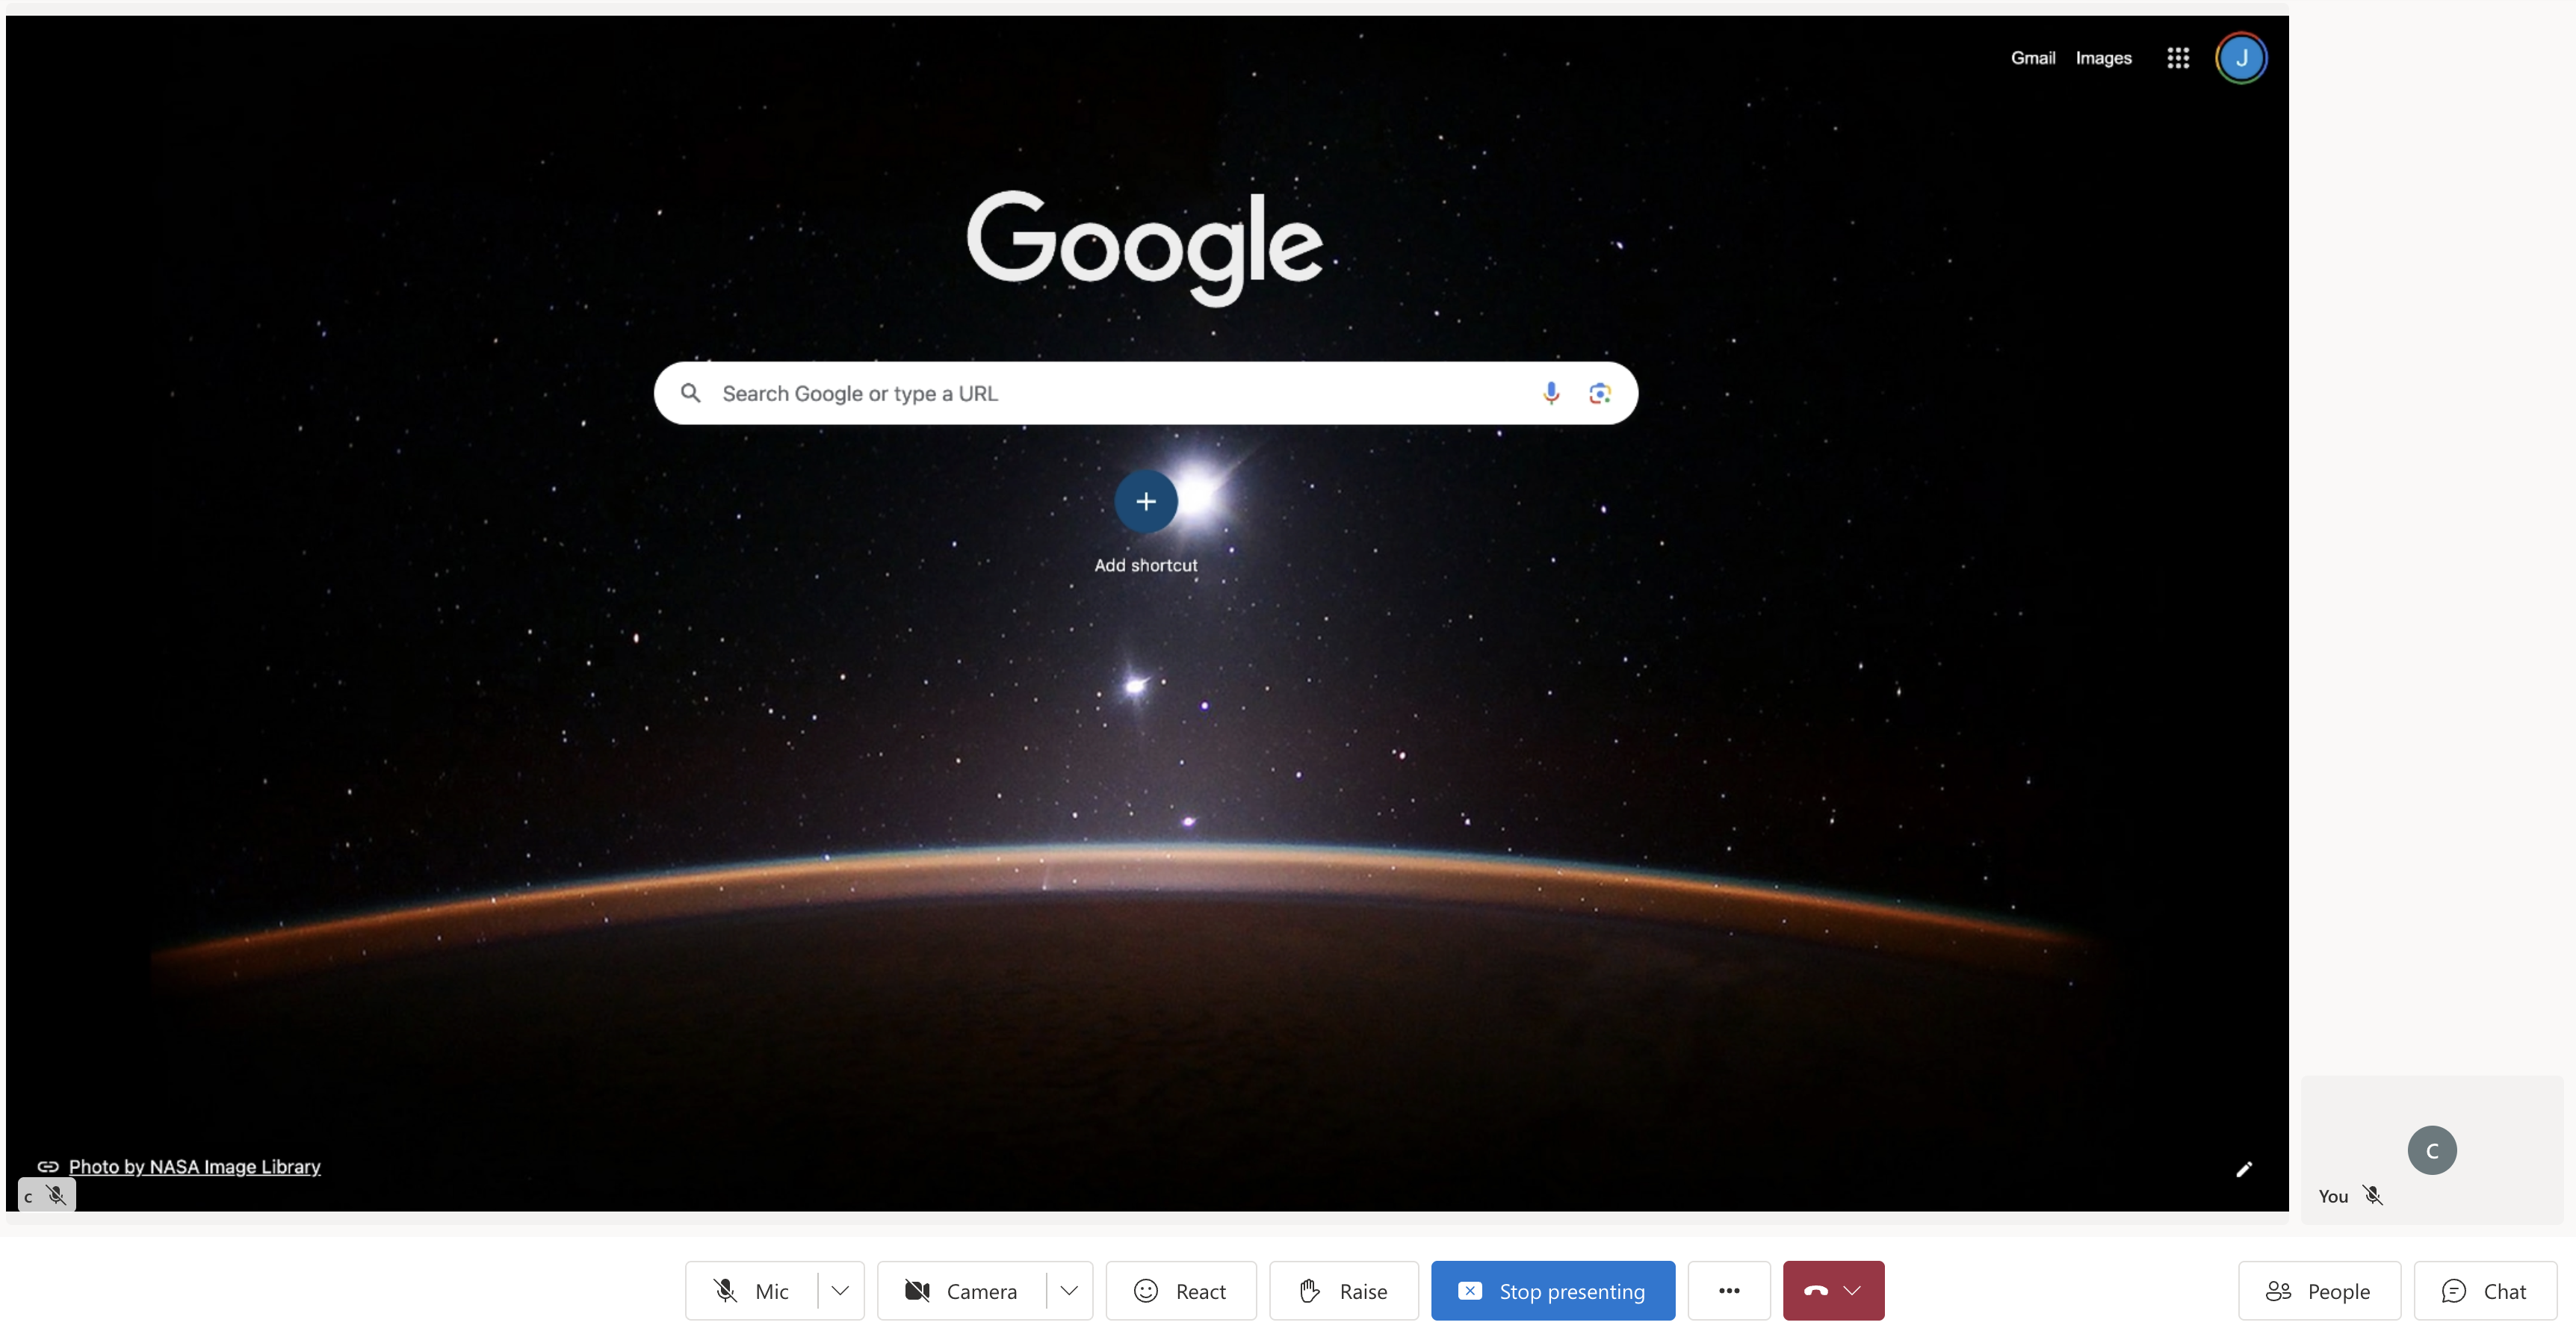 Gmail Images
J
Google
Search Google or type a URL
Add shortcut
Photo by NASA Image Library
c
C
You
Mic
Camera
React
Raise
Stop presenting
People
Chat